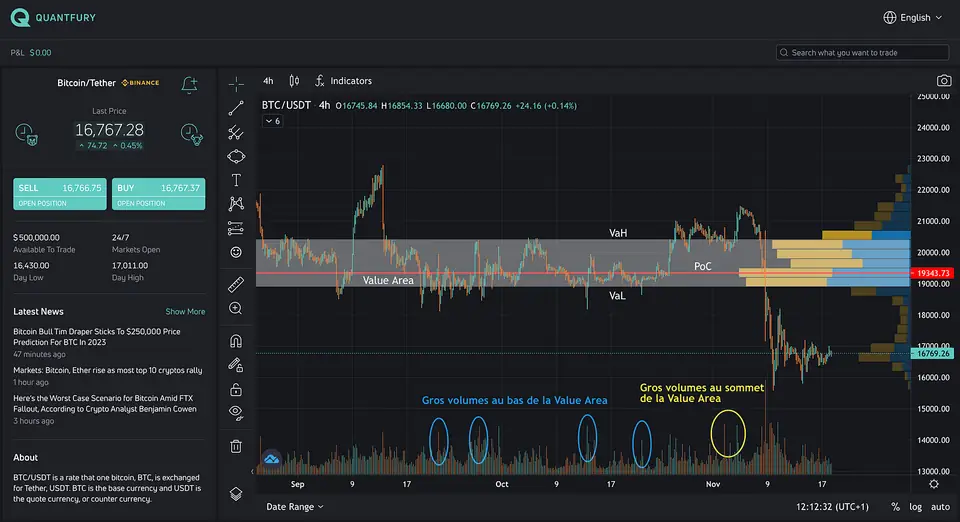 QUANTFURY
English
P&L $0.00
Search what you want to trade
Bitcoin/Tether BINANCE
Last Price
16,767.28
74.72 0.45%
SELL 16,766.75
OPEN POSITION
BUY 16,767.37
OPEN POSITION
$ 500,000.00
Available To Trade
24/7
Markets Open
16,430.00
Day Low
17,011.00
Day High
Latest News
Show More
Bitcoin Bull Tim Draper Sticks To $250,000 Price
Prediction For BTC In 2023
47 minutes ago
Markets: Bitcoin, Ether rise as most top 10 cryptos rally
1 hour ago
Here's the Worst Case Scenario for Bitcoin Amid FTX
Fallout, According to Crypto Analyst Benjamin Cowen
3 hours ago
About
BTC/USDT is a rate that one bitcoin, BTC, is exchanged
for Tether, USDT. BTC is the base currency and USDT is
the quote currency, or counter currency.
4h
Indicators
BTC/USDT · 4h O16745.84 H16854.33 L16680.00 C16769.26 +24.16 (+0.14%)
6
VaH
PoC
Value Area
VaL
Gros volumes au bas de la Value Area
Gros volumes au sommet
de la Value Area
25000.00
24000.00
23000.00
22000.00
21000.00
20000.00
19343.73
19000.00
18000.00
17000.00
16769.26
16000.00
15000.00
14000.00
13000.00
Sep
9
17
Oct
9
17
Nov
9
17
Date Range
12:12:32 (UTC+1)
%
log
auto